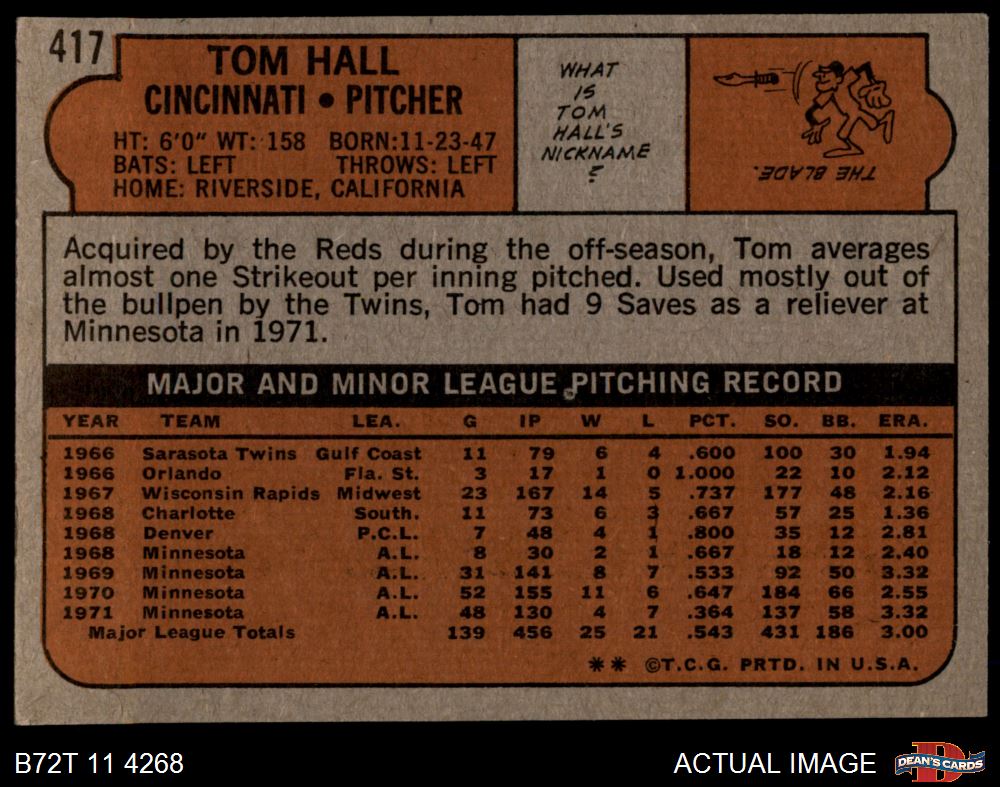 417
TOM HALL
CINCINNATI • PITCHER
HT: 6'0" WT: 158 BORN:11-23-47
BATS: LEFT THROWS: LEFT
HOME: RIVERSIDE, CALIFORNIA
WHAT
IS
TOM
HALL'S
NICKNAME
?
"THE BLADE."
Acquired by the Reds during the off-season, Tom averages
almost one Strikeout per inning pitched. Used mostly out of
the bullpen by the Twins, Tom had 9 Saves as a reliever at
Minnesota in 1971.
MAJOR AND MINOR LEAGUE PITCHING RECORD
YEAR TEAM LEA. G IP W L PCT. SO. BB. ERA.
1966 Sarasota Twins Gulf Coast 11 79 6 4 .600 100 30 1.94
1966 Orlando Fla. St. 3 17 1 0 1.000 22 10 2.12
1967 Wisconsin Rapids Midwest 23 167 14 5 .737 177 48 2.16
1968 Charlotte South. 11 73 6 3 .667 57 25 1.36
1968 Denver P.C.L. 7 48 4 1 .800 35 12 2.81
1968 Minnesota A.L. 8 30 2 1 .667 18 12 2.40
1969 Minnesota A.L. 31 141 8 7 .533 92 50 3.32
1970 Minnesota A.L. 52 155 11 6 .647 184 66 2.55
1971 Minnesota A.L. 48 130 4 7 .364 137 58 3.32
Major League Totals 139 456 25 21 .543 431 186 3.00
** ©T.C.G. PRTD. IN U.S.A.
B72T 11 4268
ACTUAL IMAGE
DEAN'S CARDS